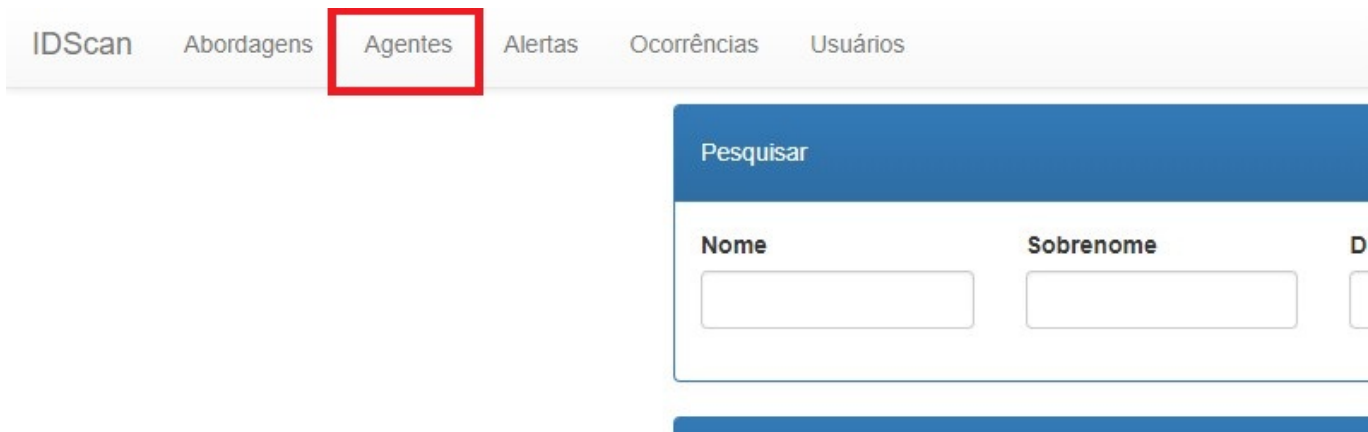 IDScan Abordagens Agentes Alertas Ocorrências Usuários
Pesquisar
Nome Sobrenome D